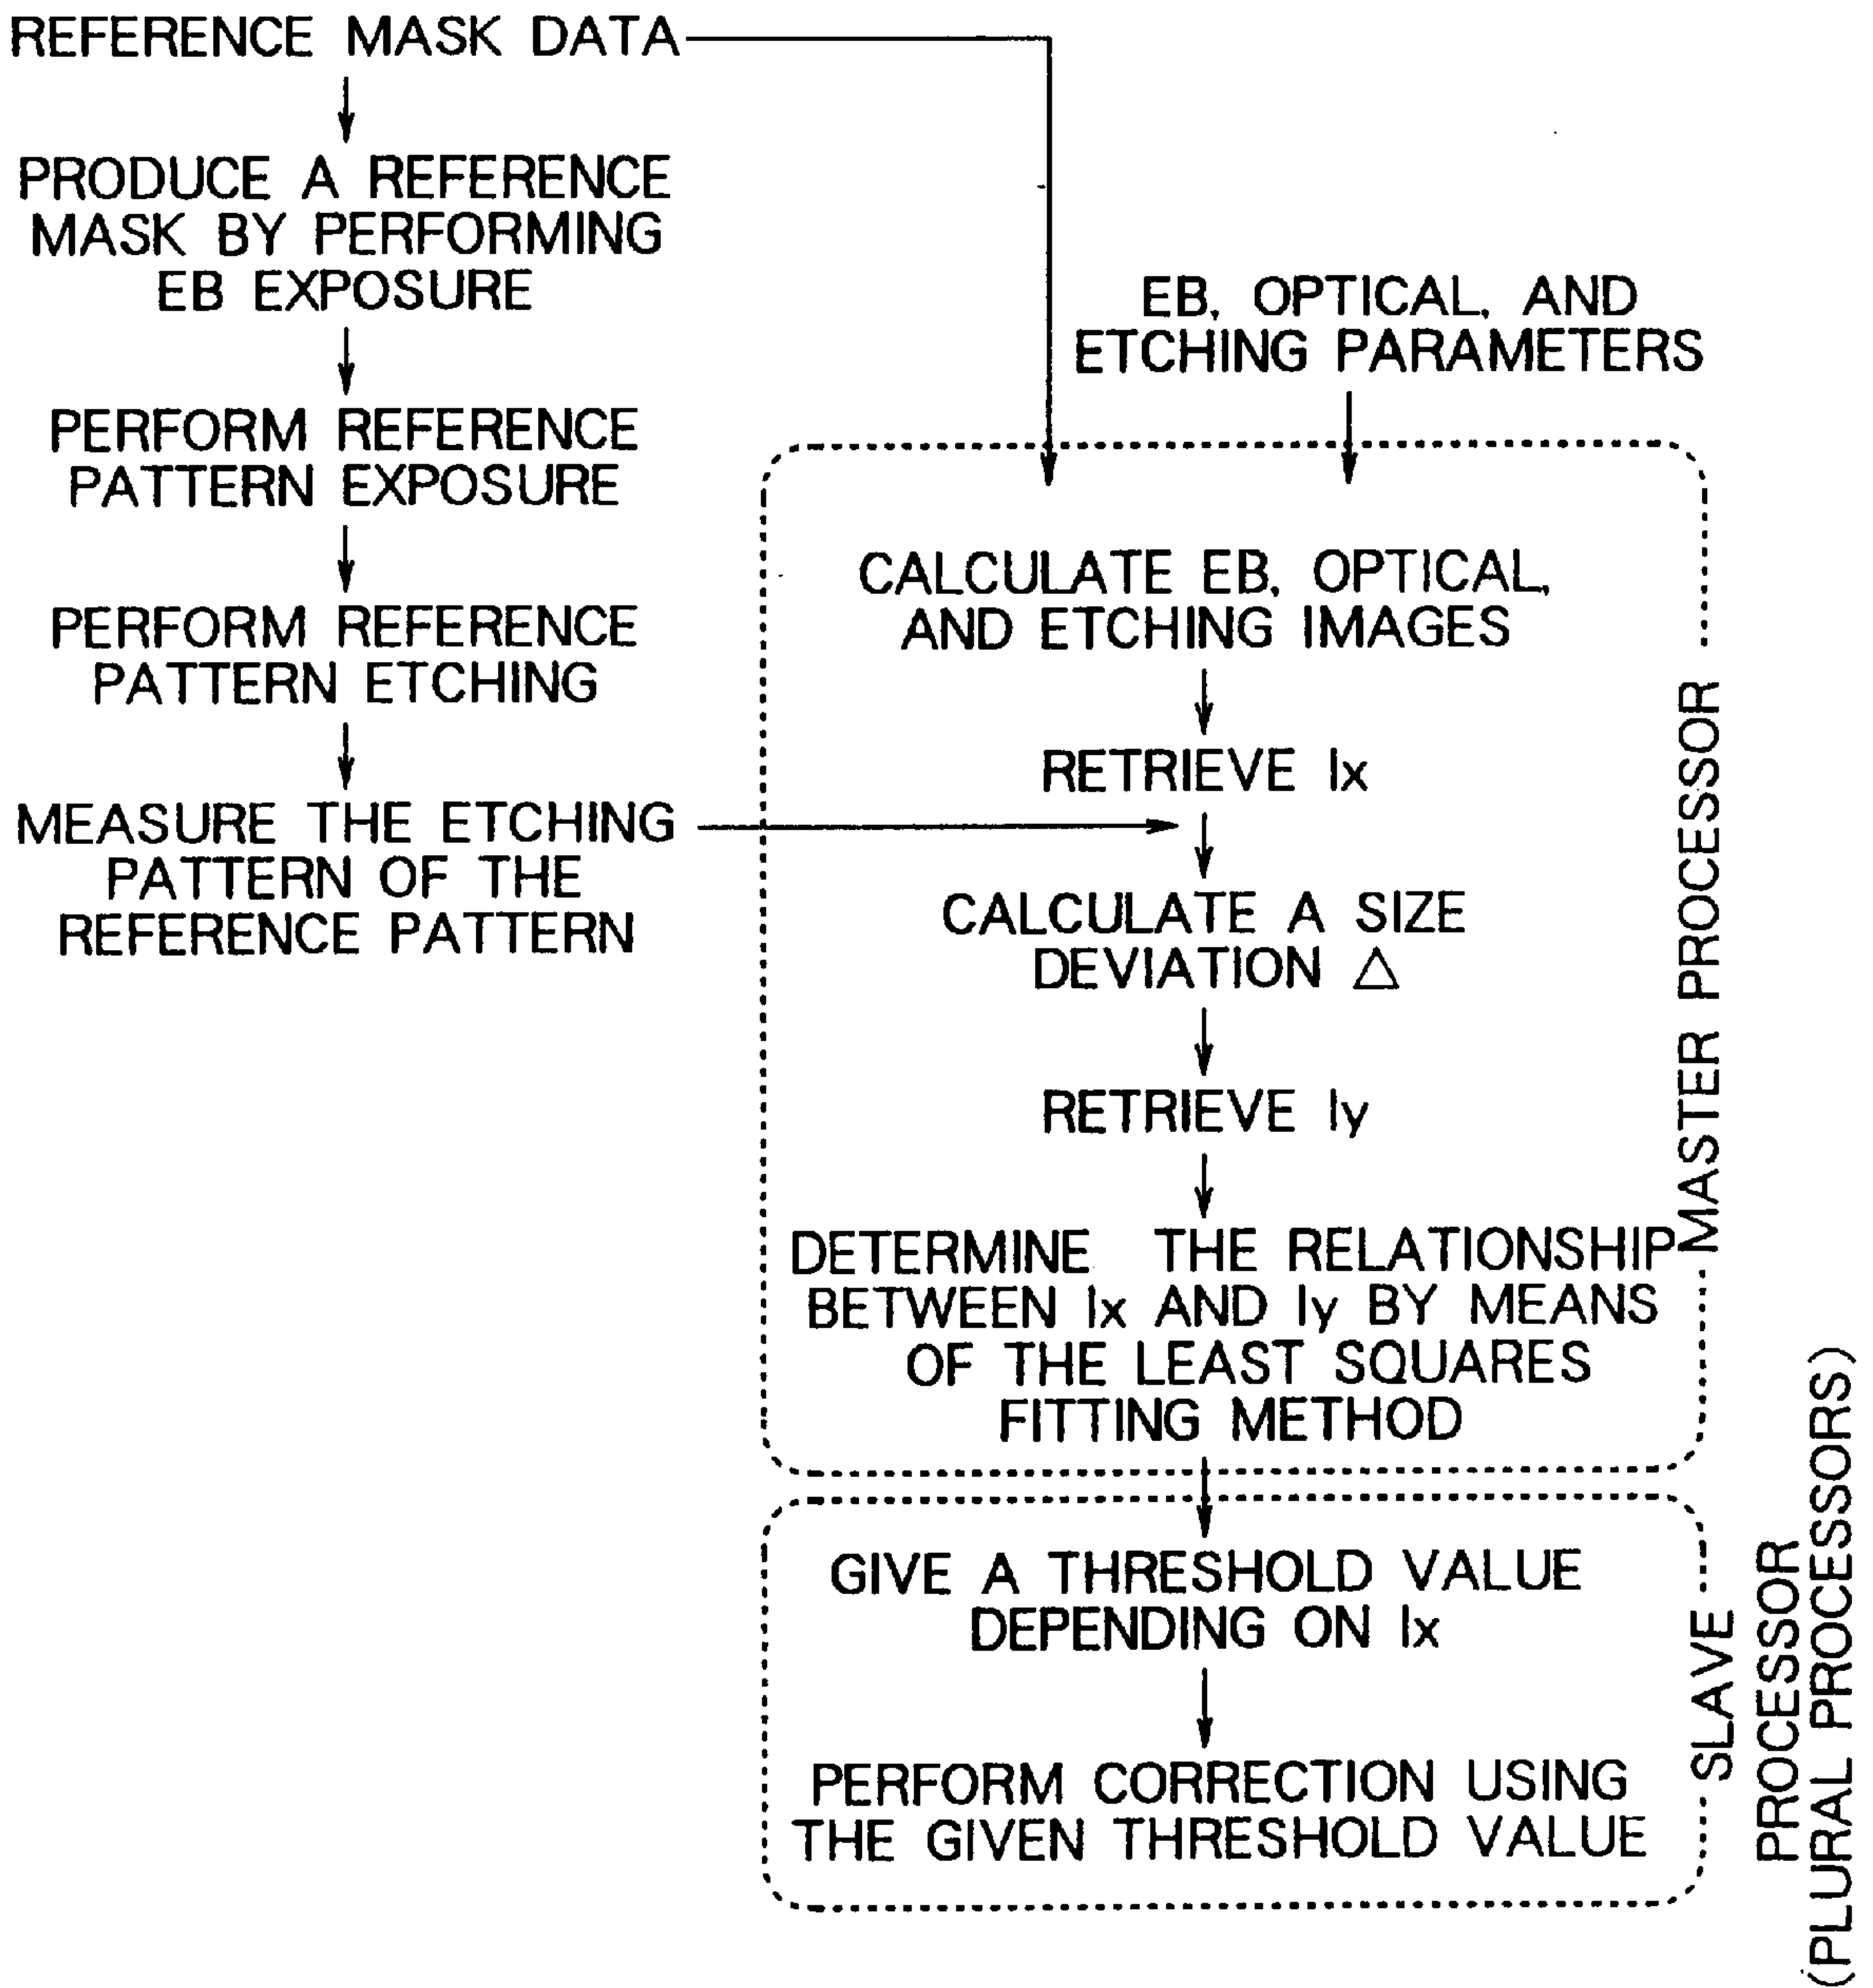 REFERENCE MASK DATA
PRODUCE A REFERENCE
MASK BY PERFORMING
EB EXPOSURE
PERFORM REFERENCE
PATTERN EXPOSURE
PERFORM REFERENCE
PATTERN ETCHING
MEASURE THE ETCHING
PATTERN OF THE
REFERENCE PATTERN
EB, OPTICAL, AND
ETCHING PARAMETERS
CALCULATE EB, OPTICAL,
AND ETCHING IMAGES
RETRIEVE Ix
CALCULATE A SIZE
DEVIATION △
RETRIEVE Iy
DETERMINE THE RELATIONSHIP
BETWEEN Ix AND Iy BY MEANS
OF THE LEAST SQUARES
FITTING METHOD
MASTER PROCESSOR
GIVE A THRESHOLD VALUE
DEPENDING ON Ix
PERFORM CORRECTION USING
THE GIVEN THRESHOLD VALUE
SLAVE
PROCESSOR
(PLURAL PROCESSORS)